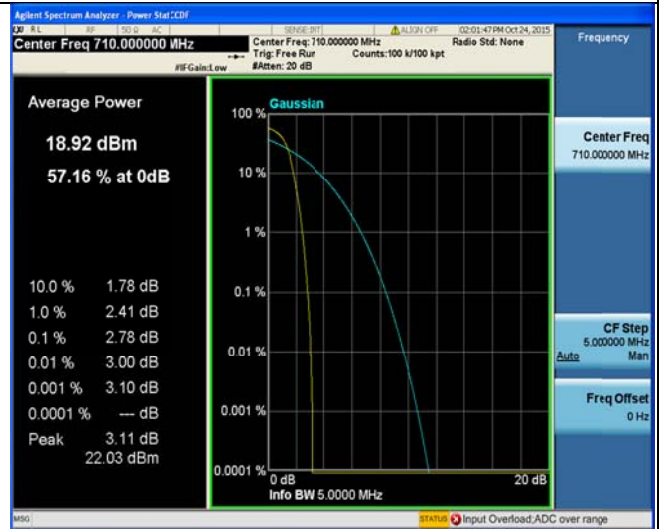 Agilent Spectrum Analyzer - Power Stat CCDF
RL RF 50 Ω AC SENSE:INT ALIGN OFF 02:01:47 PM Oct 24, 2015
Center Freq 710.000000 MHz
Center Freq: 710.000000 MHz Radio Std: None
Trig: Free Run Counts:100 k/100 kpt
#IFGain:Low #Atten: 20 dB
Frequency
Average Power
18.92 dBm
57.16 % at 0dB
10.0 % 1.78 dB
1.0 % 2.41 dB
0.1 % 2.78 dB
0.01 % 3.00 dB
0.001 % 3.10 dB
0.0001 % --- dB
Peak 3.11 dB
22.03 dBm
Gaussian
100 %
10 %
1 %
0.1 %
0.01 %
0.001 %
0.0001 %
0 dB 20 dB
Info BW 5.0000 MHz
Center Freq
710.000000 MHz
CF Step
5.000000 MHz
Auto Man
Freq Offset
0 Hz
MSG STATUS Input Overload;ADC over range